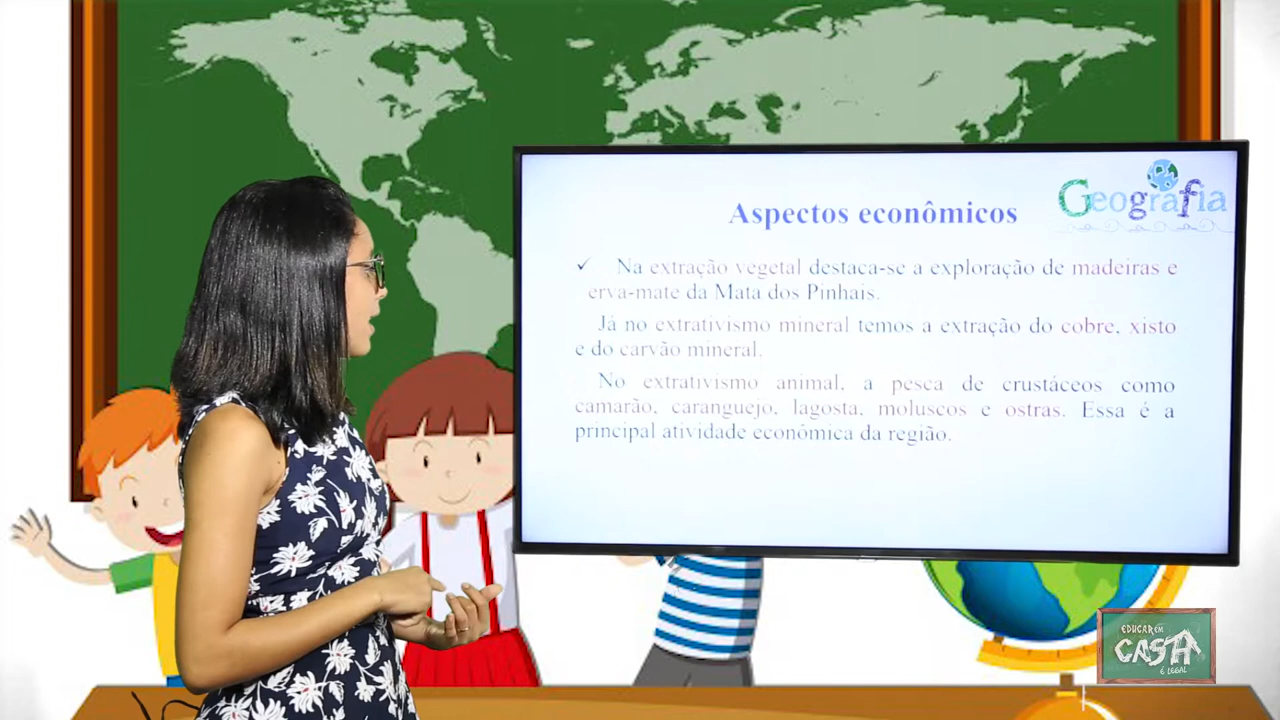 Geografia
Aspectos econômicos
✓ Na extração vegetal destaca-se a exploração de madeiras e
erva-mate da Mata dos Pinhais.
Já no extrativismo mineral temos a extração do cobre, xisto
e do carvão mineral.
No extrativismo animal, a pesca de crustáceos como
camarão, caranguejo, lagosta, moluscos e ostras. Essa é a
principal atividade econômica da região.
EDUCAR EM
CASA
É LEGAL